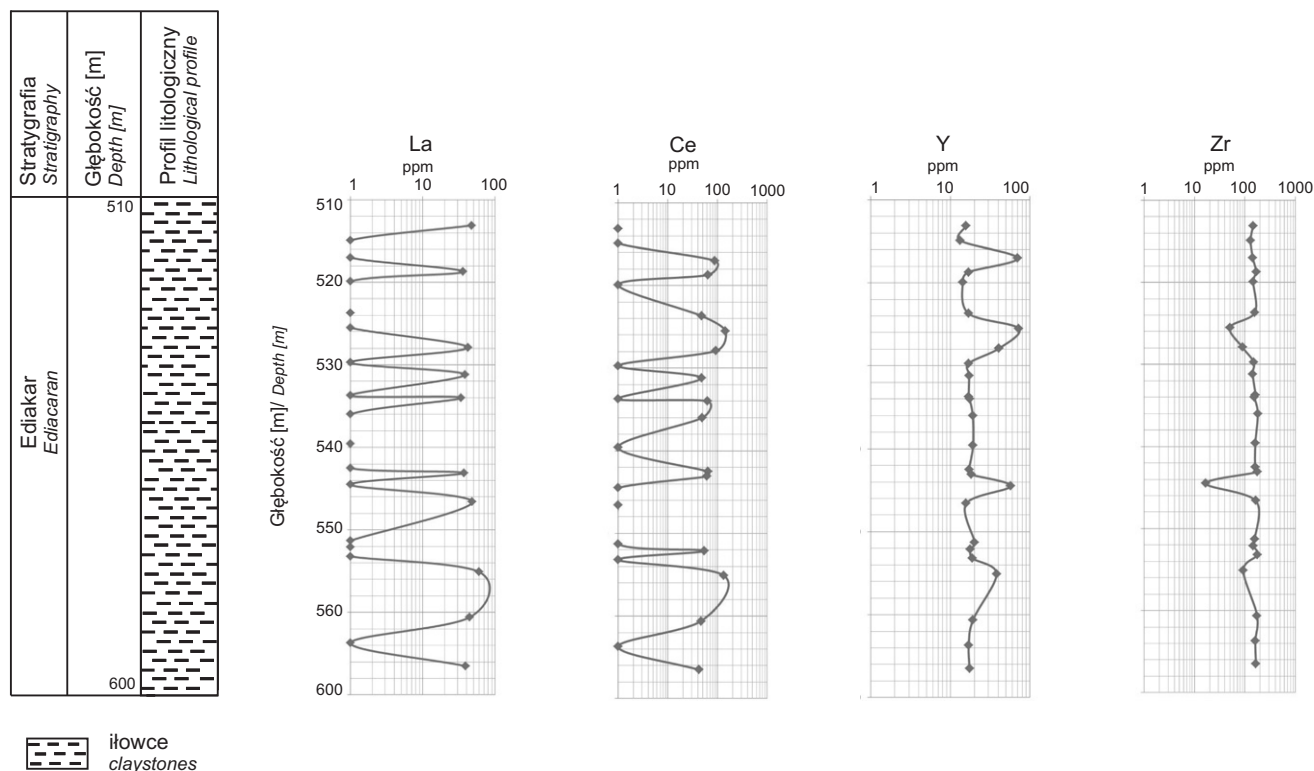 Stratygrafia
Stratigraphy
Głębokość [m]
Depth [m]
Profil litologiczny
Lithological profile
Ediakar
Ediacaran
510
600
La
ppm
1 10 100
Ce
ppm
1 10 100 1000
Y
ppm
1 10 100
Zr
ppm
1 10 100 1000
Głębokość [m]/ Depth [m]
510
520
530
540
550
560
600
iłowce
claystones